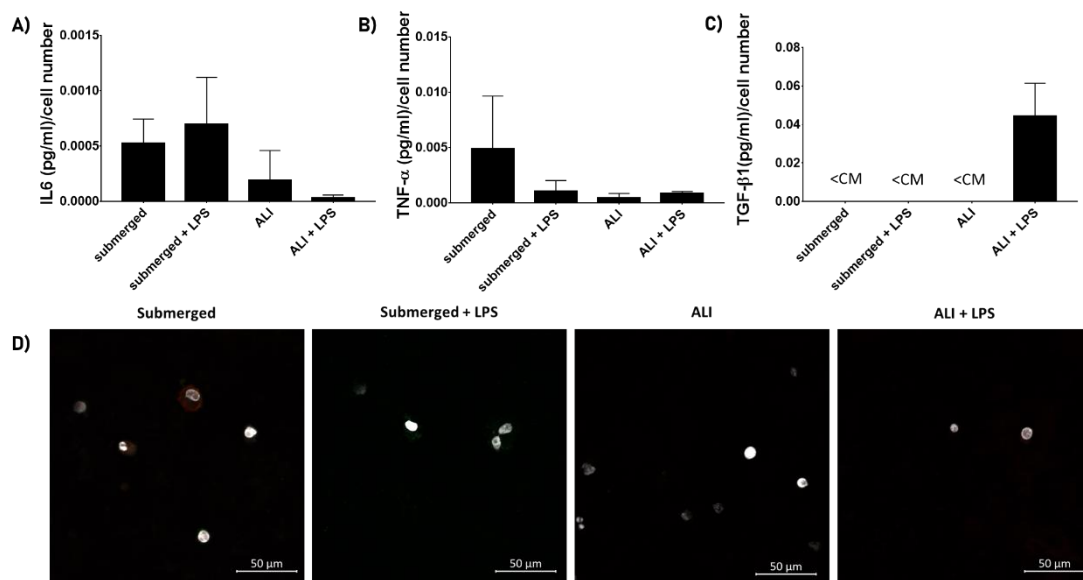 A)
IL6 (pg/ml)/cell number
0.0015
0.0010
0.0005
0.0000
submerged
submerged + LPS
ALI
ALI + LPS
B)
TNF-α (pg/ml)/cell number
0.015
0.010
0.005
0.000
submerged
submerged + LPS
ALI
ALI + LPS
C)
TGF-β1(pg/ml)/cell number
0.08
0.06
0.04
0.02
0.00
<CM
<CM
<CM
submerged
submerged + LPS
ALI
ALI + LPS
D)
Submerged
Submerged + LPS
ALI
ALI + LPS
50 µm
50 µm
50 µm
50 µm